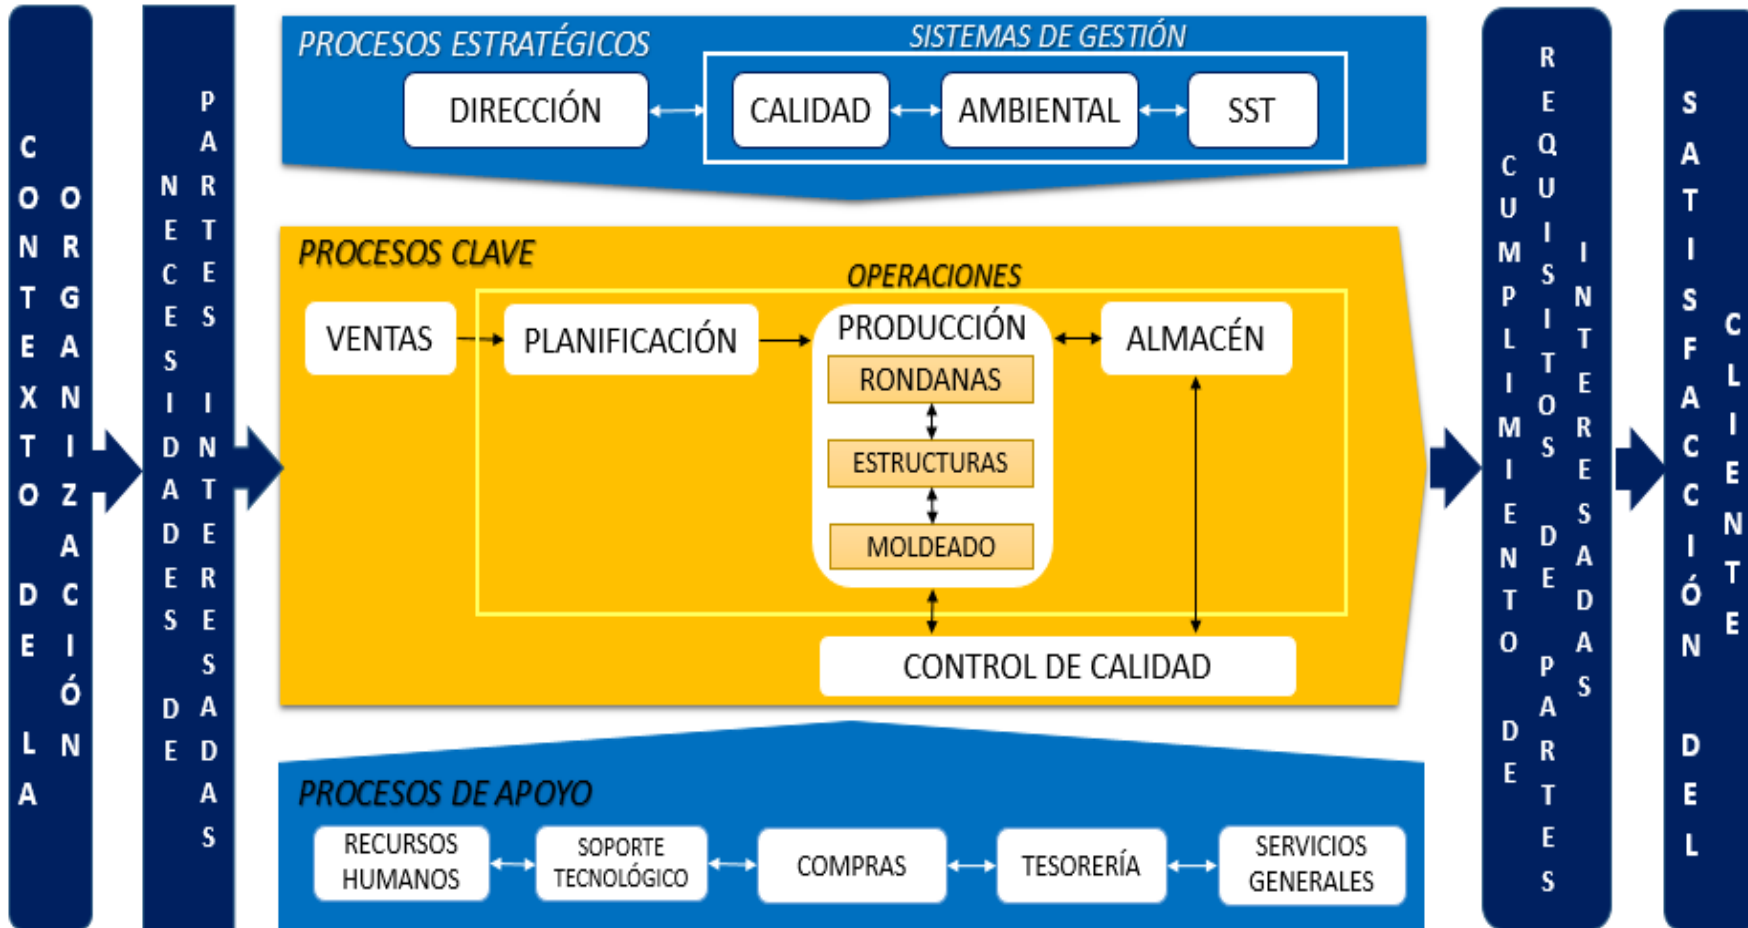 CONTEXTO DE LA
ORGANIZACIÓN
NECESIDADES DE
PARTES INTERESADAS
PROCESOS ESTRATÉGICOS
SISTEMAS DE GESTIÓN
DIRECCIÓN
CALIDAD
AMBIENTAL
SST
PROCESOS CLAVE
OPERACIONES
VENTAS
PLANIFICACIÓN
PRODUCCIÓN
RONDANAS
ESTRUCTURAS
MOLDEADO
ALMACÉN
CONTROL DE CALIDAD
PROCESOS DE APOYO
RECURSOS
HUMANOS
SOPORTE
TECNOLÓGICO
COMPRAS
TESORERÍA
SERVICIOS
GENERALES
CUMPLIMIENTO DE
REQUISITOS DE PARTES
INTERESADAS
SATISFACCIÓN DEL
CLIENTE